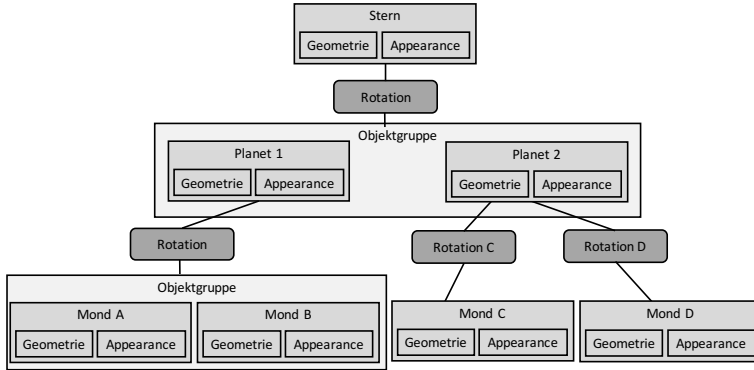 Stern
Geometrie Appearance
Rotation
Objektgruppe
Planet 1 Planet 2
Geometrie Appearance Geometrie Appearance
Rotation Rotation C Rotation D
Objektgruppe
Mond A Mond B Mond C Mond D
Geometrie Appearance Geometrie Appearance Geometrie Appearance Geometrie Appearance